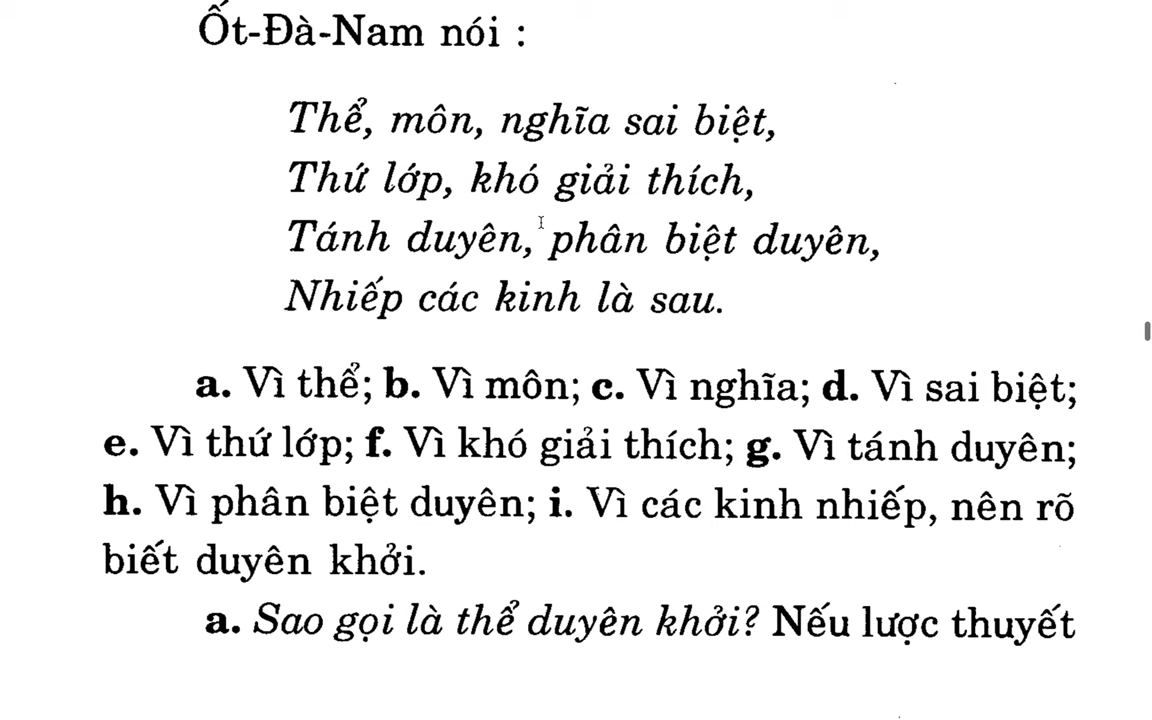 Ốt-Đà-Nam nói :
Thể, môn, nghĩa sai biệt,
Thứ lớp, khó giải thích,
Tánh duyên, phân biệt duyên,
Nhiếp các kinh là sau.
a. Vì thể; b. Vì môn; c. Vì nghĩa; d. Vì sai biệt;
e. Vì thứ lớp; f. Vì khó giải thích; g. Vì tánh duyên;
h. Vì phân biệt duyên; i. Vì các kinh nhiếp, nên rõ
biết duyên khởi.
a. Sao gọi là thể duyên khởi? Nếu lược thuyết